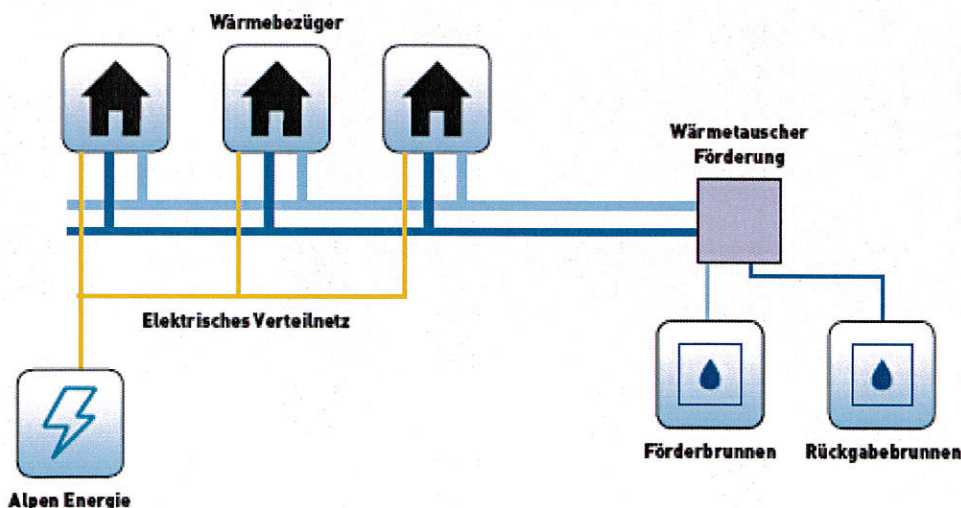 Wärmebezüger
Wärmetauscher
Förderung
Elektrisches Verteilnetz
Förderbrunnen
Rückgabebrunnen
Alpen Energie